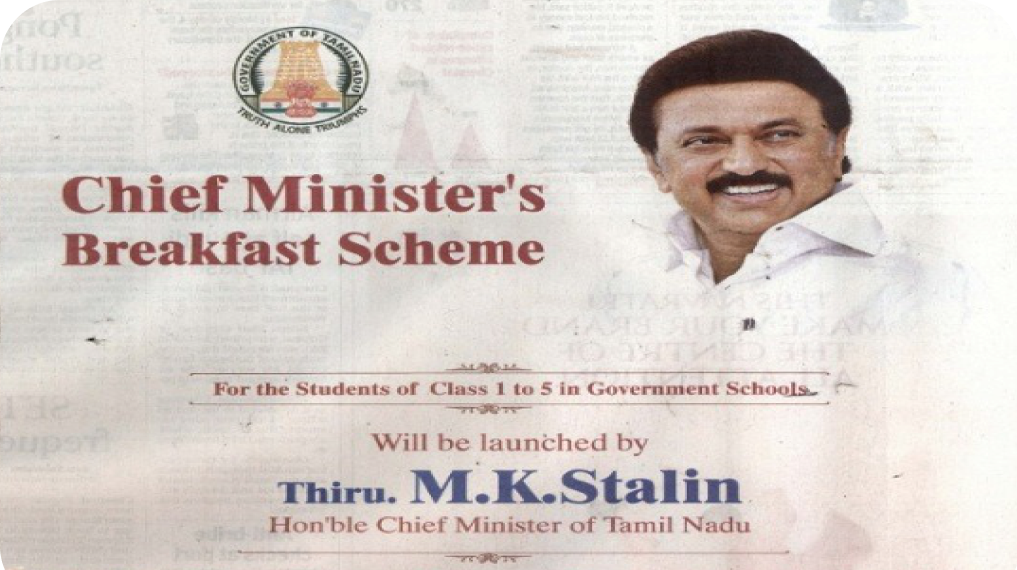 GOVERNMENT OF TAMILNADU
TRUTH ALONE TRIUMPHS
Chief Minister's
Breakfast Scheme
For the Students of Class 1 to 5 in Government Schools.
Will be launched by
Thiru. M.K.Stalin
Hon'ble Chief Minister of Tamil Nadu